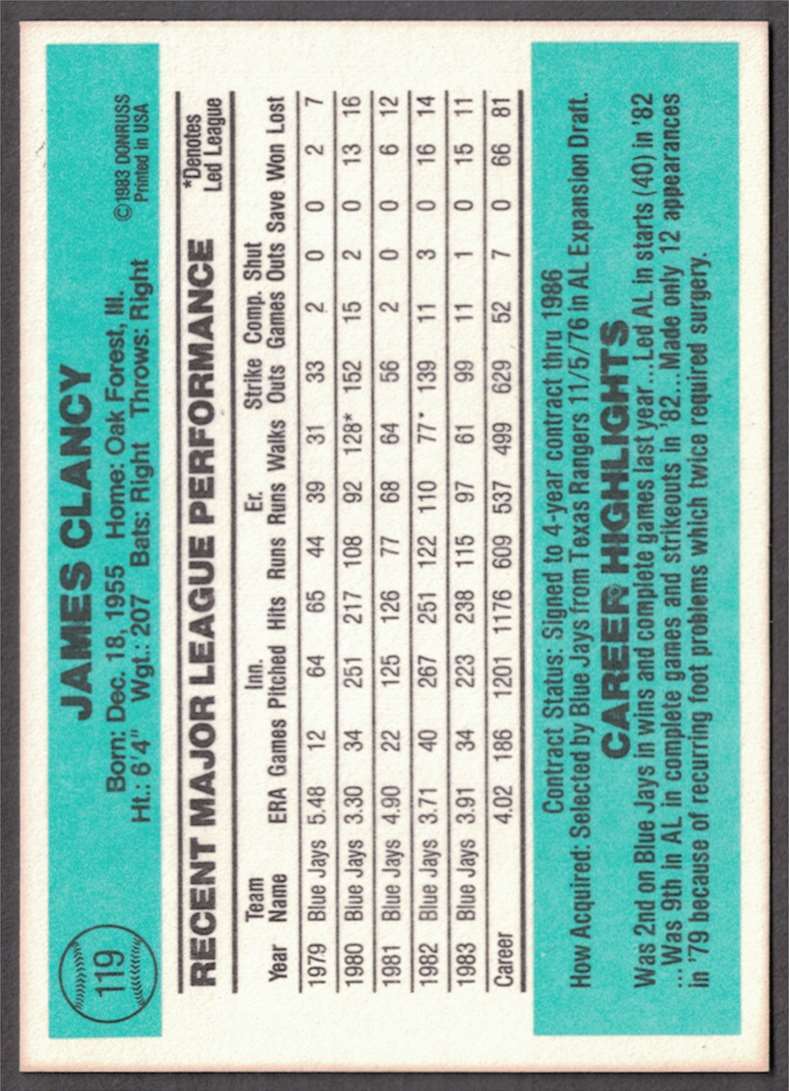 119
JAMES CLANCY
©1983 DONRUSS
Printed in USA
Born: Dec. 18, 1955 Home: Oak Forest, Ill.
Ht.: 6'4" Wgt.: 207 Bats: Right Throws: Right
RECENT MAJOR LEAGUE PERFORMANCE
*Denotes
Led League
Team Inn. Er. Strike Comp. Shut
Year Name ERA Games Pitched Hits Runs Runs Walks Outs Games Outs Save Won Lost
1979 Blue Jays 5.48 12 64 65 44 39 31 33 2 0 0 2 7
1980 Blue Jays 3.30 34 251 217 108 92 128* 152 15 2 0 13 16
1981 Blue Jays 4.90 22 125 126 77 68 64 56 2 0 0 6 12
1982 Blue Jays 3.71 40 267 251 122 110 77* 139 11 3 0 16 14
1983 Blue Jays 3.91 34 223 238 115 97 61 99 11 1 0 15 11
Career 4.02 186 1201 1176 609 537 499 629 52 7 0 66 81
Contract Status: Signed to 4-year contract thru 1986
How Acquired: Selected by Blue Jays from Texas Rangers 11/5/76 in AL Expansion Draft.
CAREER HIGHLIGHTS
Was 2nd on Blue Jays in wins and complete games last year...Led AL in starts (40) in '82
...Was 9th in AL in complete games and strikeouts in '82...Made only 12 appearances
in '79 because of recurring foot problems which twice required surgery.